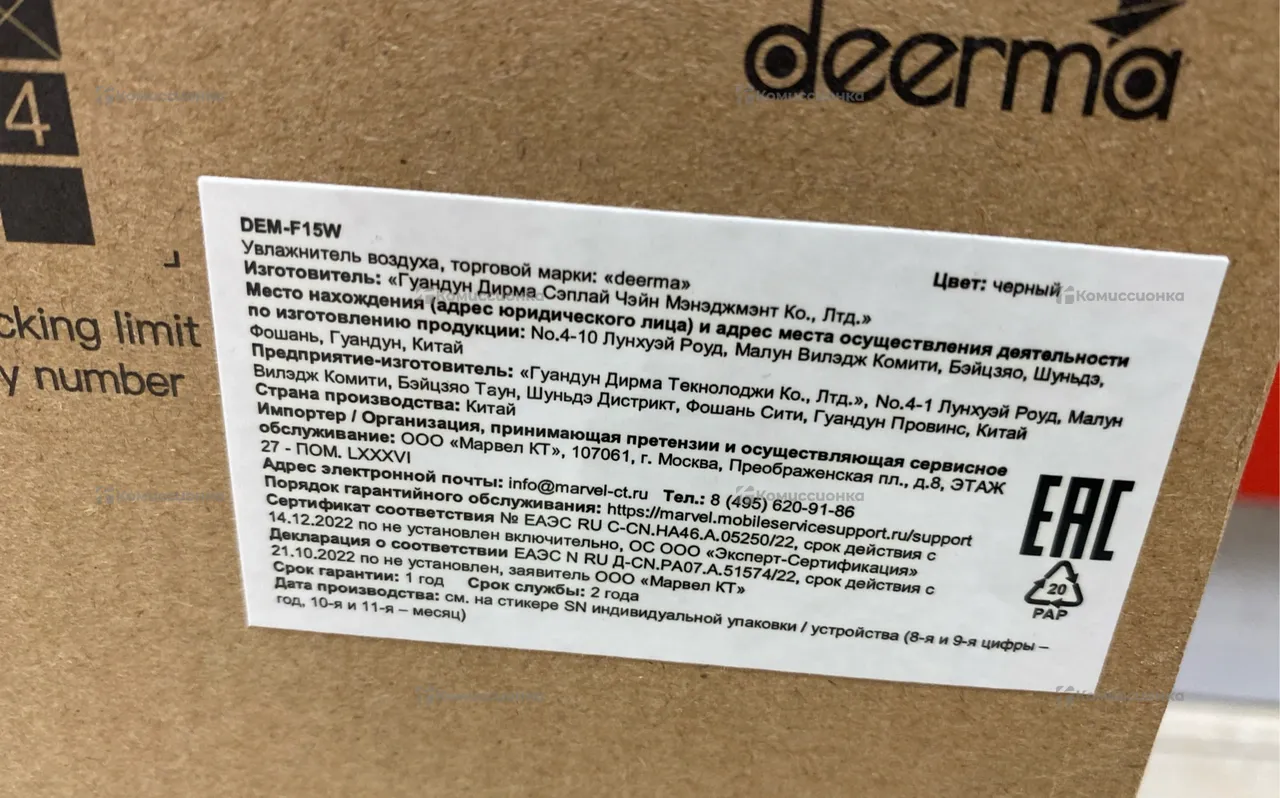 deerma
4
cking limit
y number
DEM-F15W
Увлажнитель воздуха, торговой марки: «deerma»
Цвет: черный
Изготовитель: «Гуандун Дирма Сэплай Чэйн Мэнэджмэнт Ко., Лтд.»
Место нахождения (адрес юридического лица) и адрес места осуществления деятельности
по изготовлению продукции: No.4-10 Лунхуэй Роуд, Малун Вилэдж Комити, Бэйцзяо, Шуньдэ,
Фошань, Гуандун, Китай
Предприятие-изготовитель: «Гуандун Дирма Текнолоджи Ко., Лтд.», No.4-1 Лунхуэй Роуд, Малун
Вилэдж Комити, Бэйцзяо Таун, Шуньдэ Дистрикт, Фошань Сити, Гуандун Провинс, Китай
Страна производства: Китай
Импортер / Организация, принимающая претензии и осуществляющая сервисное
обслуживание: ООО «Марвел КТ», 107061, г. Москва, Преображенская пл., д.8, ЭТАЖ
27 - ПОМ. LXXXVI
Адрес электронной почты: info@marvel-ct.ru Тел.: 8 (495) 620-91-86
Порядок гарантийного обслуживания: https://marvel.mobileservicesupport.ru/support
Сертификат соответствия № ЕАЭС RU C-CN.HA46.A.05250/22, срок действия с
14.12.2022 по не установлен включительно, ОС ООО «Эксперт-Сертификация»
Декларация о соответствии ЕАЭС N RU Д-CN.РА07.А.51574/22, срок действия с
21.10.2022 по не установлен, заявитель ООО «Марвел КТ»
Срок гарантии: 1 год Срок службы: 2 года
Дата производства: см. на стикере SN индивидуальной упаковки / устройства (8-я и 9-я цифры –
год, 10-я и 11-я – месяц)
EAC
20
PAP
Комиссионка
Комиссионка
Комиссионка
Комиссионка
Комиссионка
Комиссионка
Комиссионка
Комиссионка